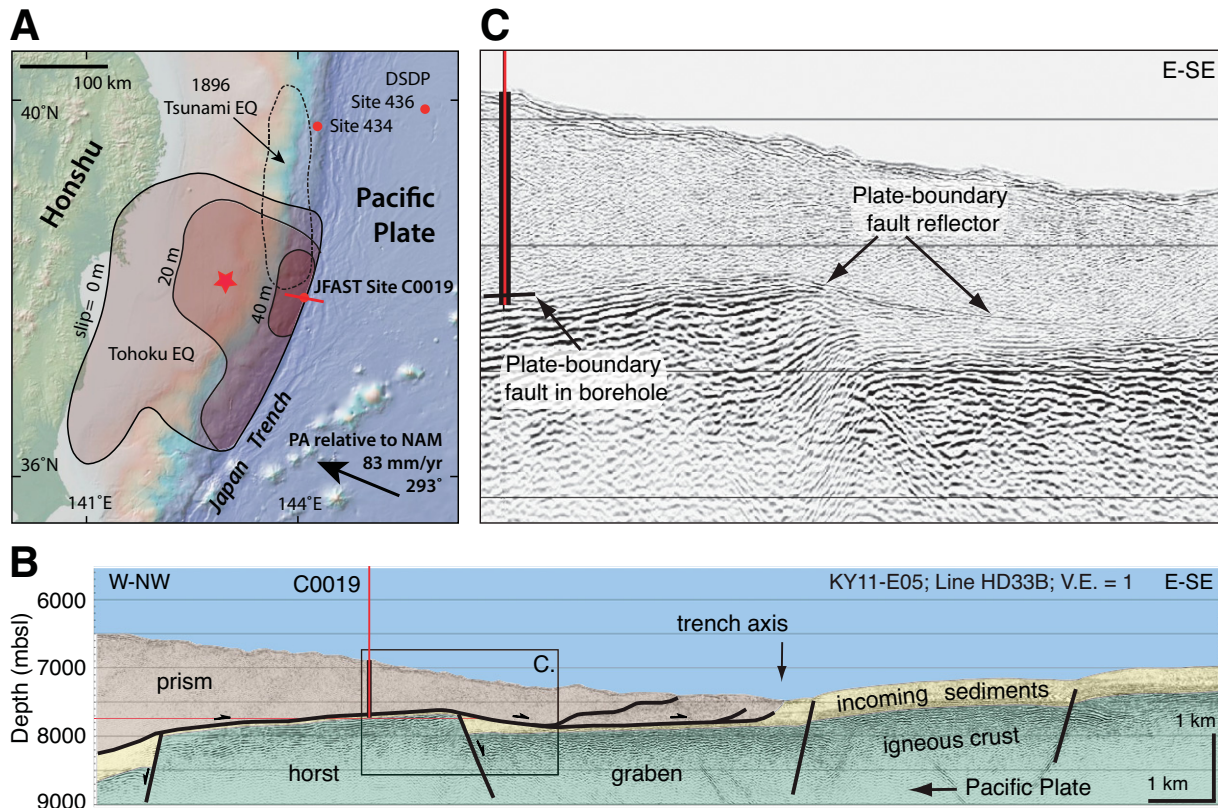 A
100 km
40˚N
1896
Tsunami EQ
DSDP
Site 436
Site 434
Honshu
Pacific
Plate
slip= 0 m
20 m
40 m
JFAST Site C0019
Tohoku EQ
Japan Trench
PA relative to NAM
83 mm/yr
293˚
36˚N
141˚E
144˚E
C
E-SE
Plate-boundary
fault reflector
Plate-boundary
fault in borehole
B
W-NW
C0019
KY11-E05; Line HD33B; V.E. = 1
E-SE
Depth (mbsl)
6000
7000
8000
9000
trench axis
C.
prism
incoming sediments
igneous crust
horst
graben
Pacific Plate
1 km
1 km